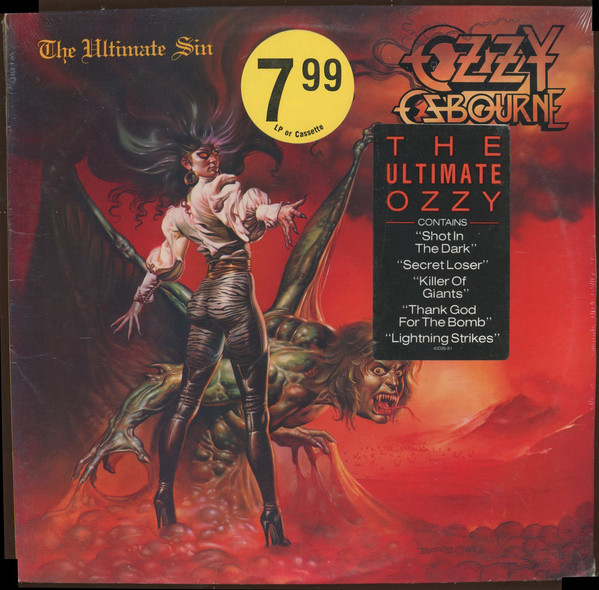 The Ultimate Sin
7 99
LP or Cassette
OZZY
OSBOURNE
THE
ULTIMATE
OZZY
CONTAINS
"Shot In
The Dark"
"Secret Loser"
"Killer Of
Giants"
"Thank God
For The Bomb"
"Lightning Strikes"